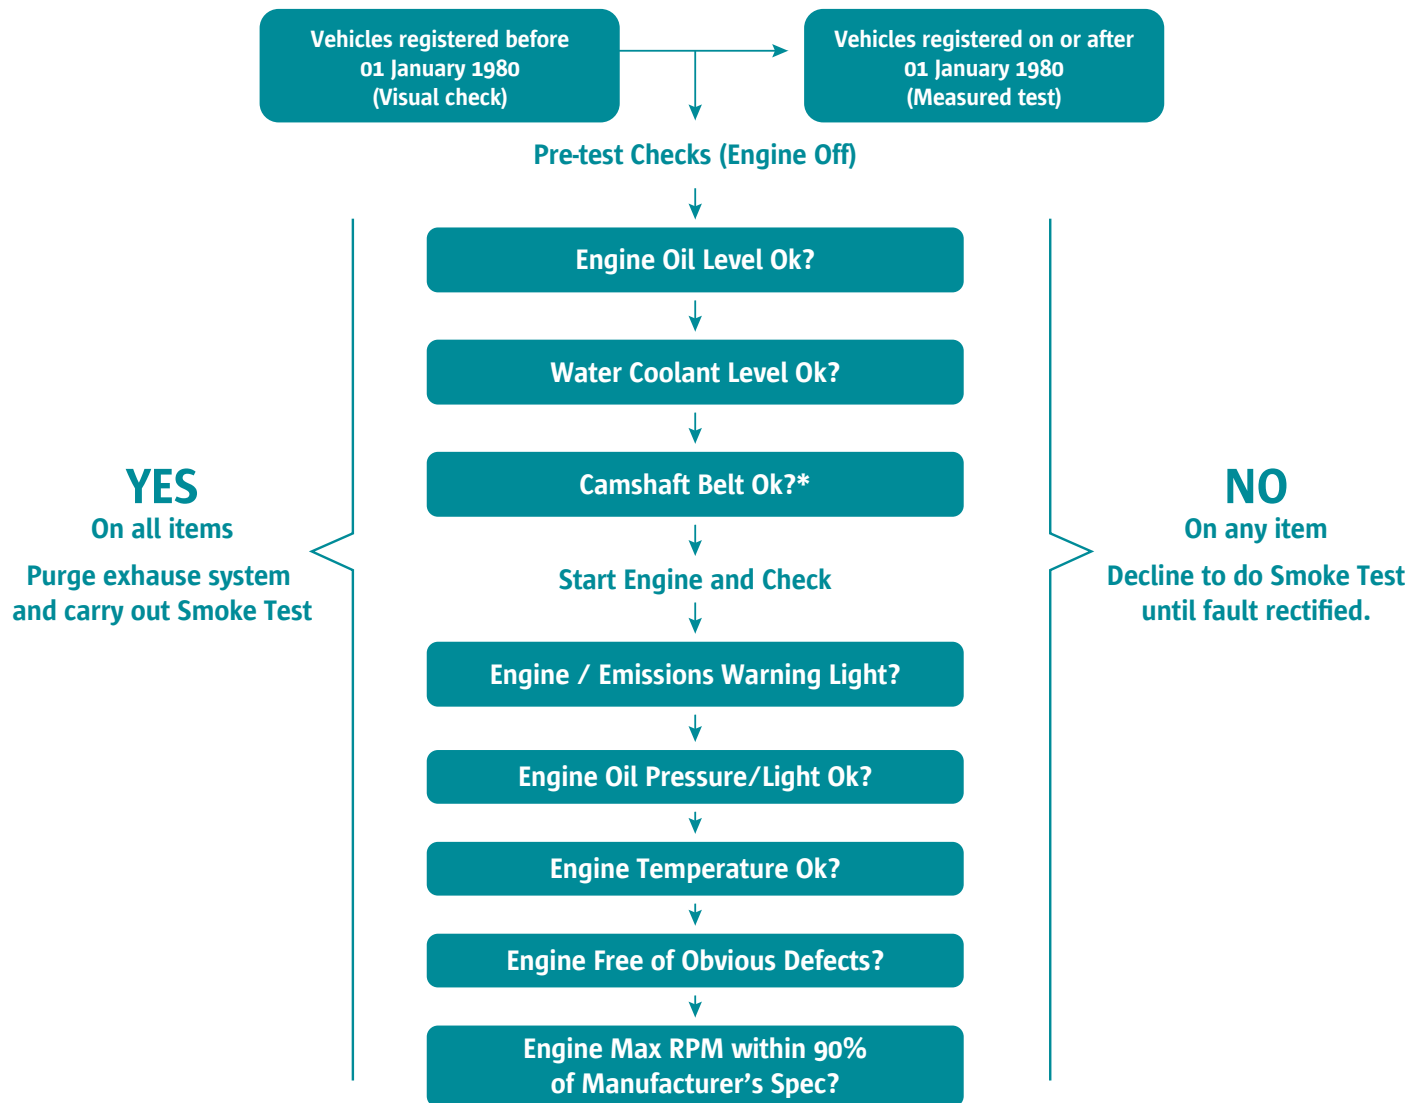 Vehicles registered before
01 January 1980
(Visual check)
Vehicles registered on or after
01 January 1980
(Measured test)
Pre-test Checks (Engine Off)
Engine Oil Level Ok?
Water Coolant Level Ok?
Camshaft Belt Ok?*
Start Engine and Check
Engine / Emissions Warning Light?
Engine Oil Pressure/Light Ok?
Engine Temperature Ok?
Engine Free of Obvious Defects?
Engine Max RPM within 90%
of Manufacturer’s Spec?
YES
On all items
Purge exhause system
and carry out Smoke Test
NO
On any item
Decline to do Smoke Test
until fault rectified.